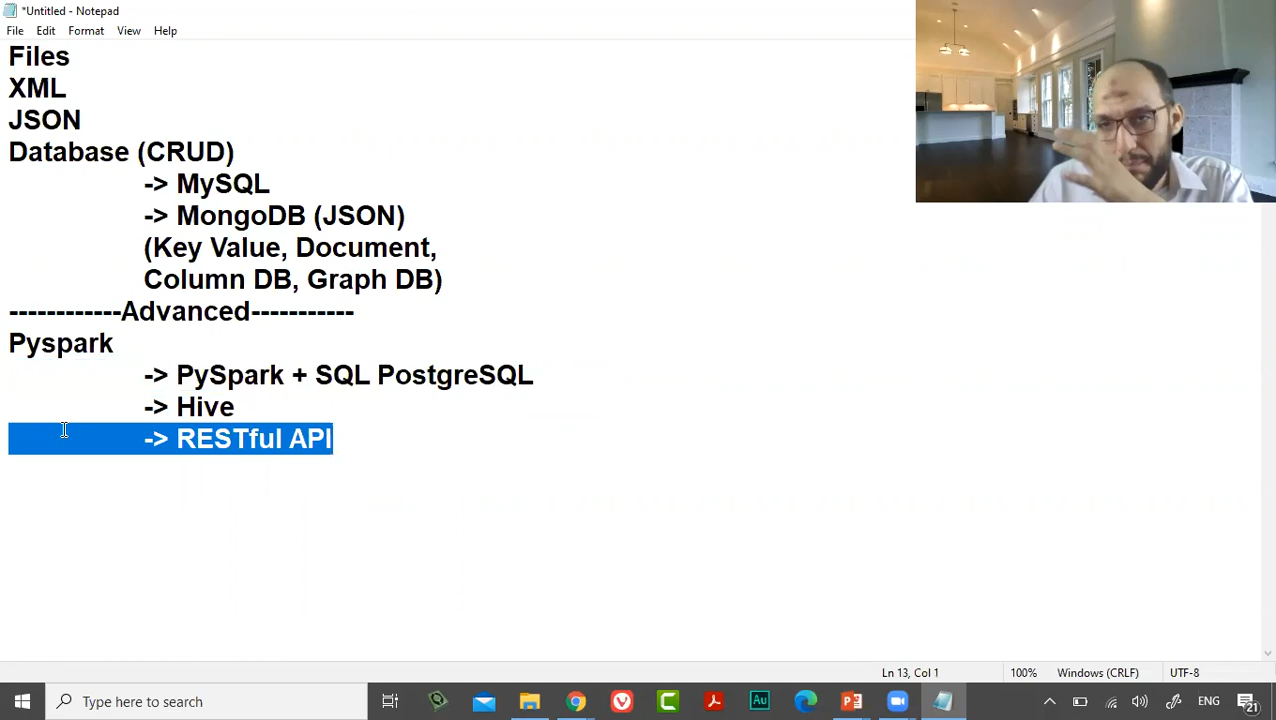 *Untitled - Notepad
File Edit Format View Help
Files
XML
JSON
Database (CRUD)
-> MySQL
-> MongoDB (JSON)
(Key Value, Document,
Column DB, Graph DB)
------------Advanced-----------
Pyspark
-> PySpark + SQL PostgreSQL
-> Hive
-> RESTful API
Ln 13, Col 1 100% Windows (CRLF) UTF-8
Type here to search Au ENG 21